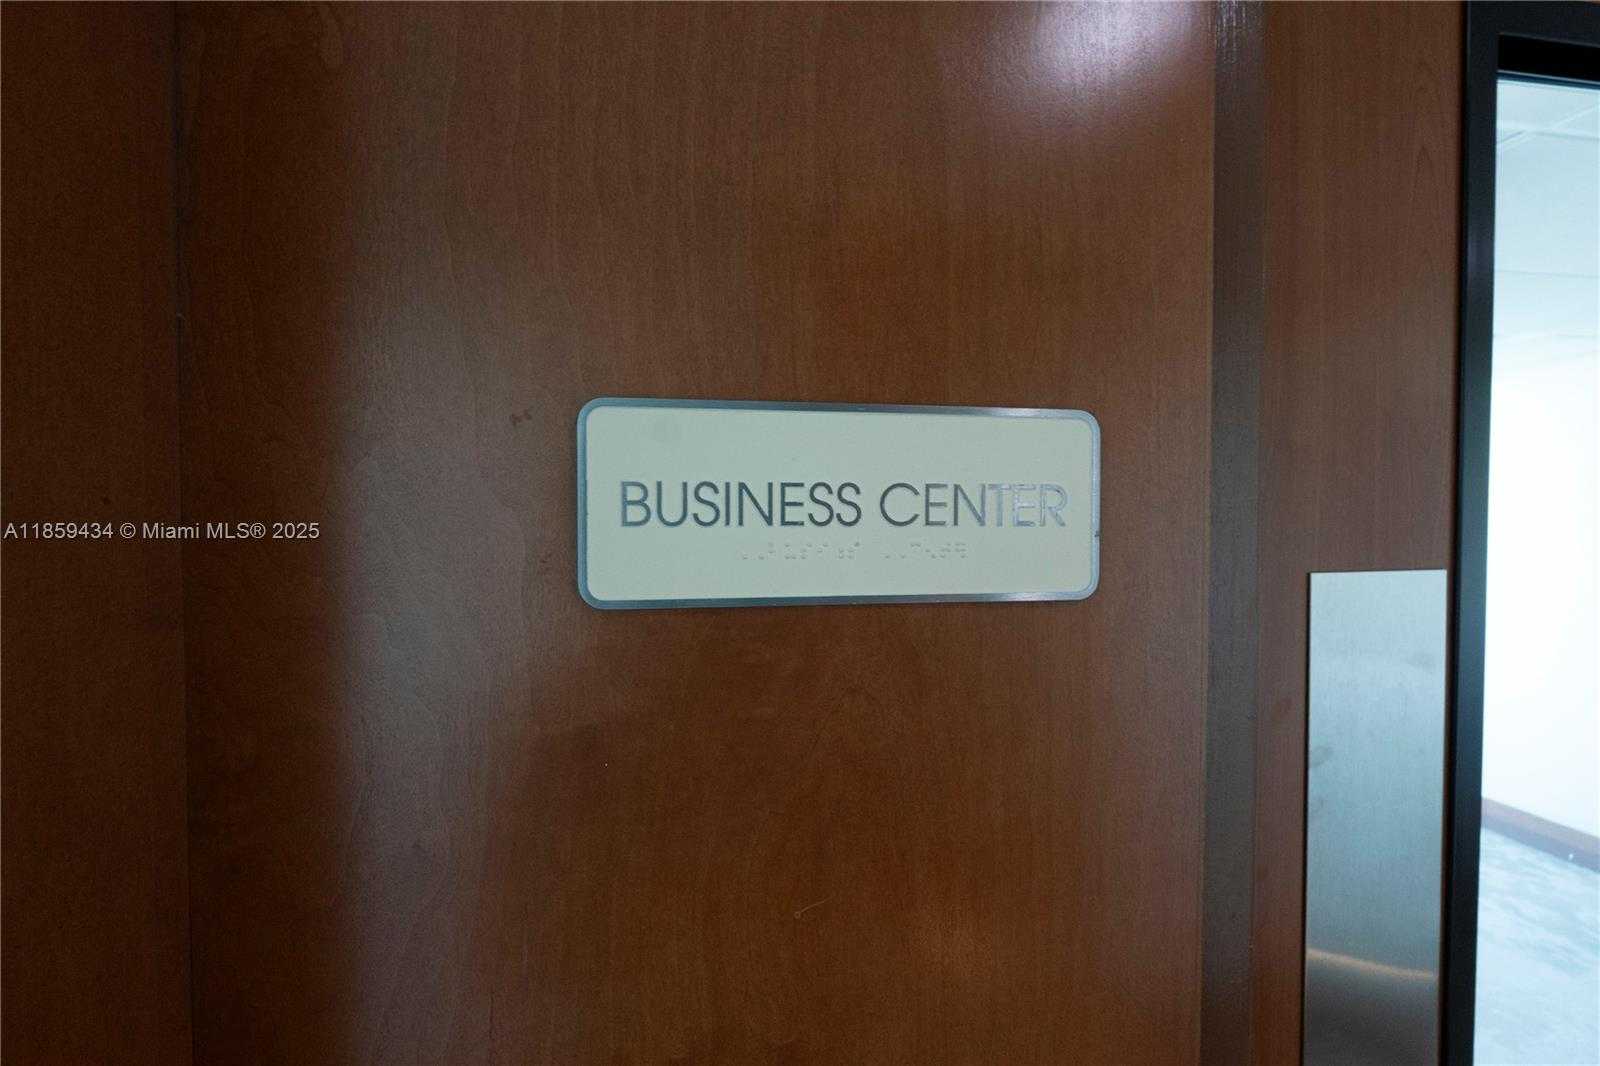 BUSINESS CENTER
A11859434 © Miami MLS® 2025